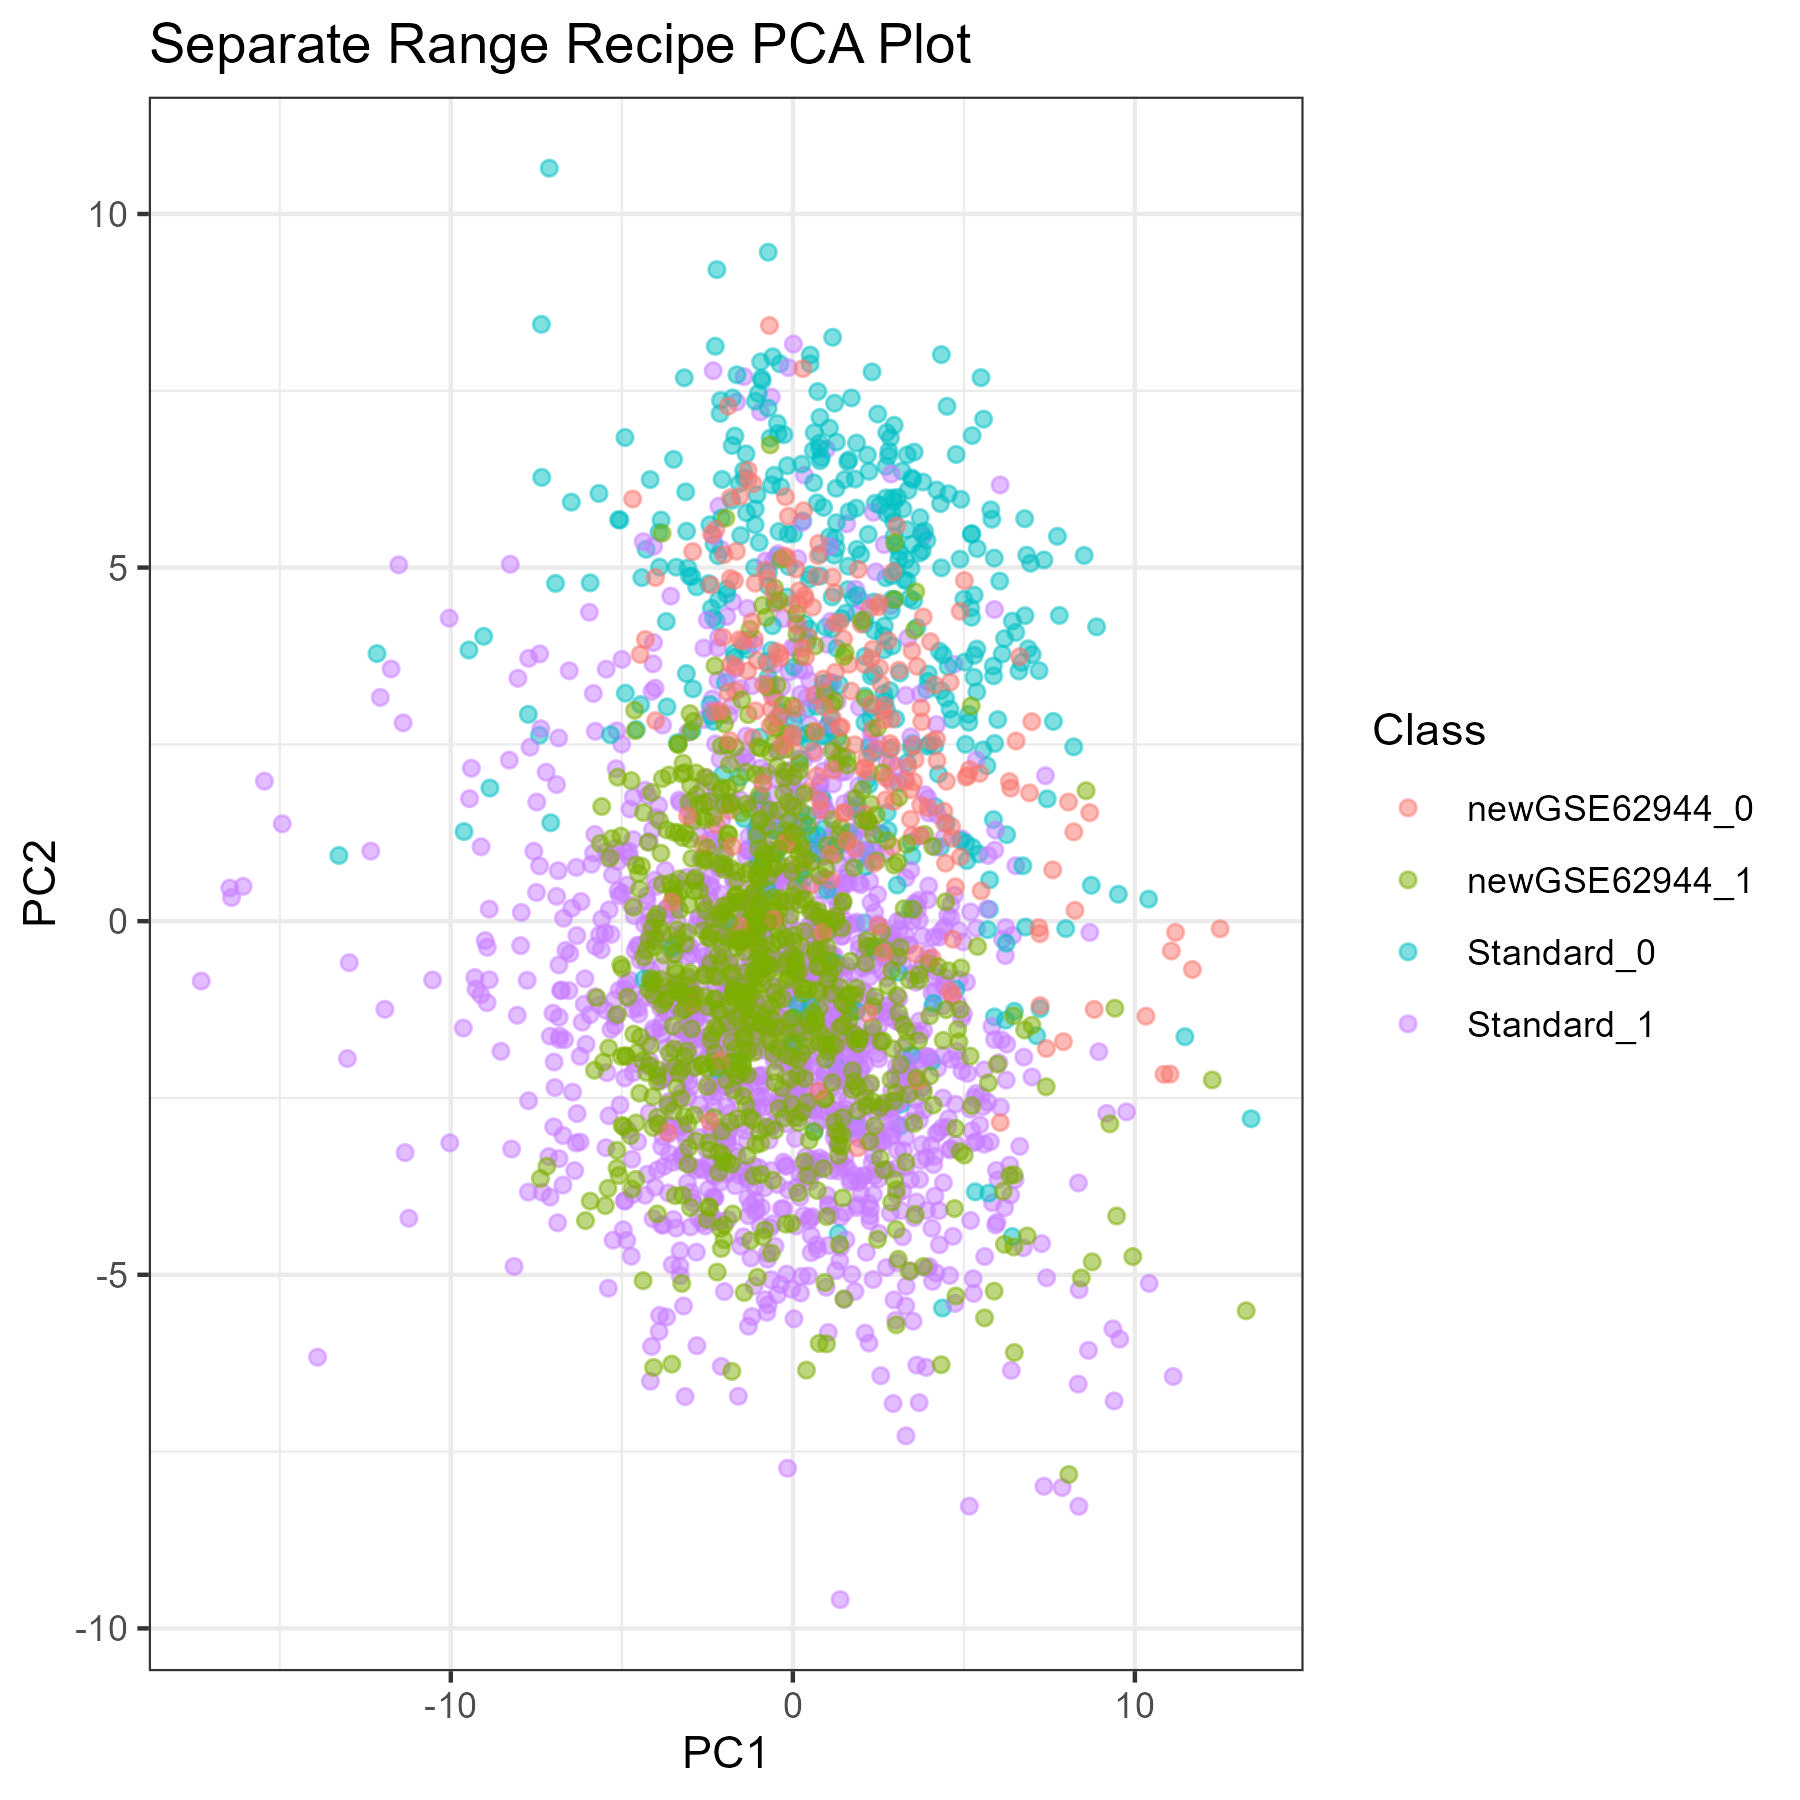 Separate Range Recipe PCA Plot
10
5
0
-5
-10
PC2
-10
0
10
PC1
Class
newGSE62944_0
newGSE62944_1
Standard_0
Standard_1